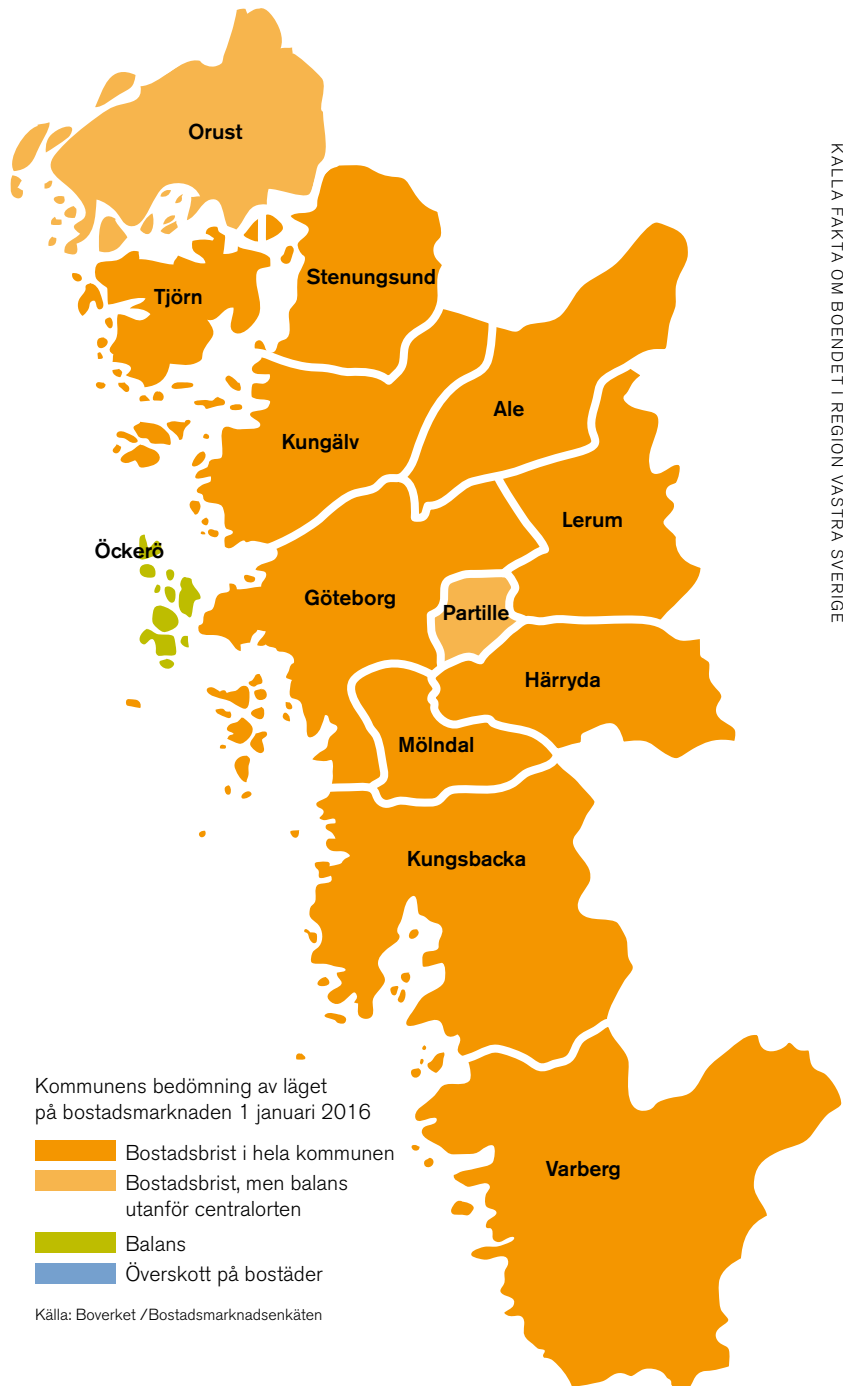 Orust
KALLA FAKTA OM BOENDET I REGION VÄSTRA SVERIGE
Stenungsund
Tjörn
Ale
Kungälv
Lerum
Öckerö
Göteborg
Partille
Härryda
Mölndal
Kungsbacka
Kommunens bedömning av läget
på bostadsmarknaden 1 januari 2016
Bostadsbrist i hela kommunen
Bostadsbrist, men balans
utanför centralorten
Varberg
Balans
Överskott på bostäder
Källa: Boverket /Bostadsmarknadsenkäten